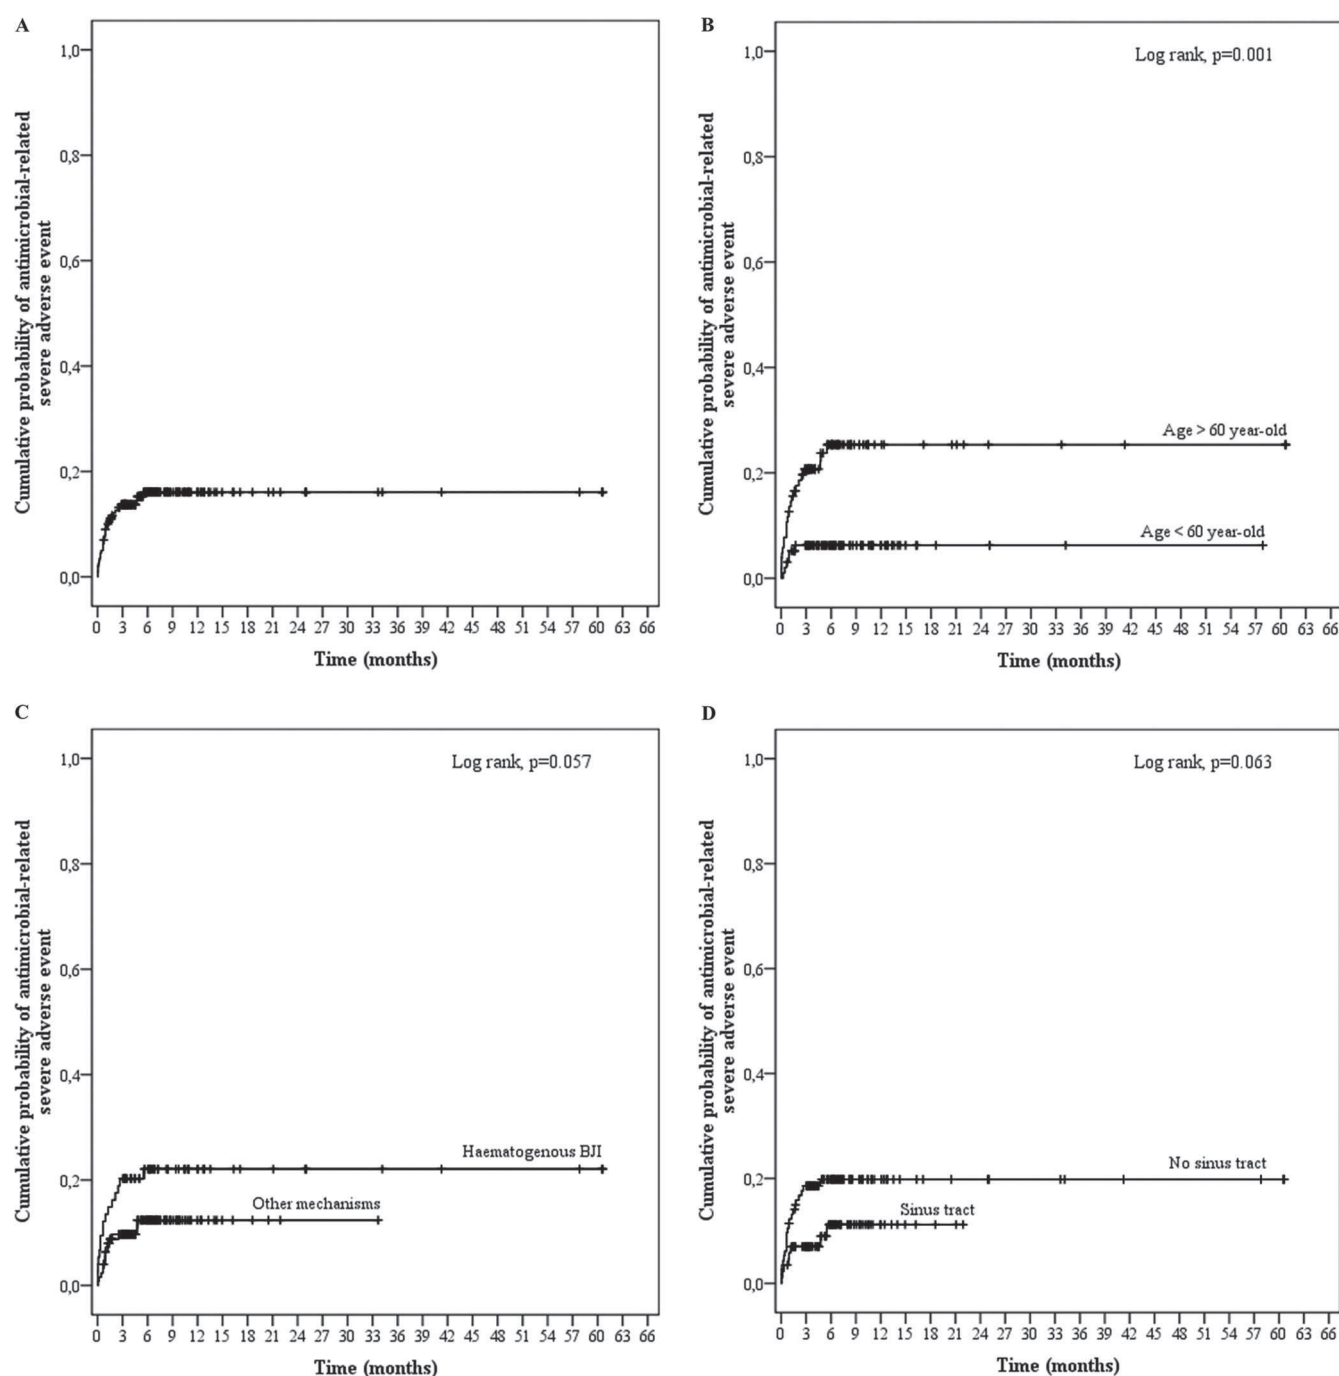 A
Cumulative probability of antimicrobial-related
severe adverse event
1,0
0,8
0,6
0,4
0,2
0,0
0 3 6 9 12 15 18 21 24 27 30 33 36 39 42 45 48 51 54 57 60 63 66
Time (months)
B
Log rank, p=0.001
Cumulative probability of antimicrobial-related
severe adverse event
1,0
0,8
0,6
0,4
0,2
0,0
Age > 60 year-old
Age < 60 year-old
0 3 6 9 12 15 18 21 24 27 30 33 36 39 42 45 48 51 54 57 60 63 66
Time (months)
C
Log rank, p=0.057
Cumulative probability of antimicrobial-related
severe adverse event
1,0
0,8
0,6
0,4
0,2
0,0
Haematogenous BJI
Other mechanisms
0 3 6 9 12 15 18 21 24 27 30 33 36 39 42 45 48 51 54 57 60 63 66
Time (months)
D
Log rank, p=0.063
Cumulative probability of antimicrobial-related
severe adverse event
1,0
0,8
0,6
0,4
0,2
0,0
No sinus tract
Sinus tract
0 3 6 9 12 15 18 21 24 27 30 33 36 39 42 45 48 51 54 57 60 63 66
Time (months)